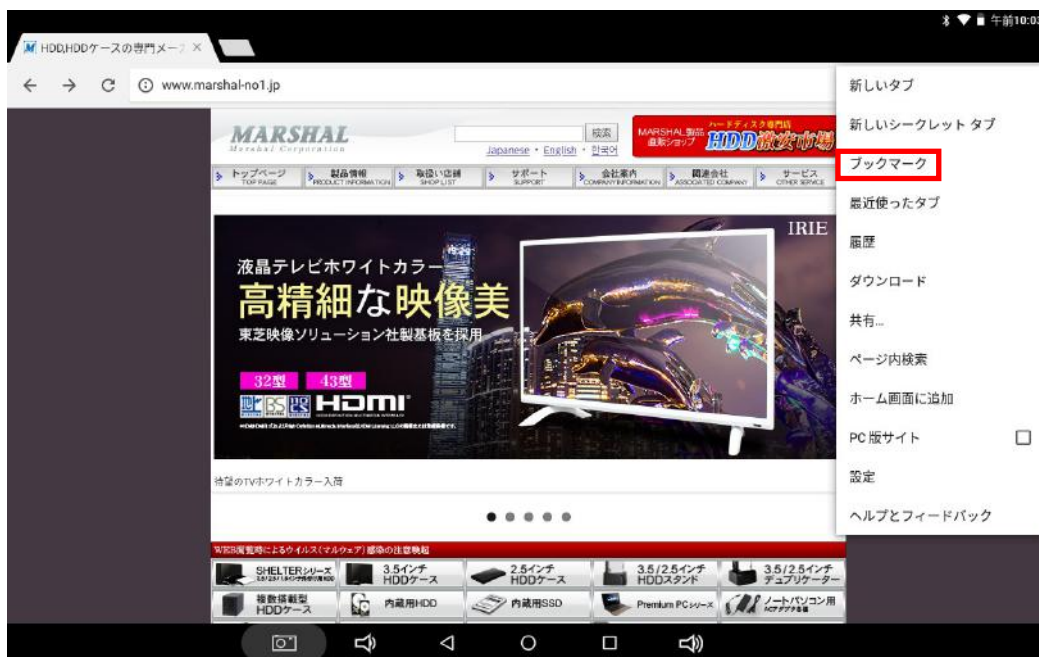 午前10:03
HDD,HDDケースの専門メーフ
www.marshal-no1.jp
MARSHAL
Marshal Corporation
検索
Japanese・English・한국어
MARSHAL製品
直販ショップ
ハードディスク専門店
HDD激安市場
トップページ
TOP PAGE
製品情報
PRODUCT INFORMATION
取扱い店舗
SHOP LIST
サポート
SUPPORT
会社案内
COMPANY INFORMATION
関連会社
ASSOCIATED COMPANY
サービス
OTHER SERVICE
IRIE
液晶テレビホワイトカラー
高精細な映像美
東芝映像ソリューション社製基板を採用
32型 43型
BS
HDMI
待望のTVホワイトカラー入荷
WEB閲覧時によるウイルス(マルウェア)感染の注意喚起
SHELTERシリーズ
3.5インチ
HDDケース
2.5インチ
HDDケース
3.5/2.5インチ
HDDスタンド
3.5/2.5インチ
デュプリケーター
複数搭載型
HDDケース
内蔵用HDD
内蔵用SSD
Premium PCシリーズ
ノートパソコン用
新しいタブ
新しいシークレット タブ
ブックマーク
最近使ったタブ
履歴
ダウンロード
共有...
ページ内検索
ホーム画面に追加
PC 版サイト
設定
ヘルプとフィードバック